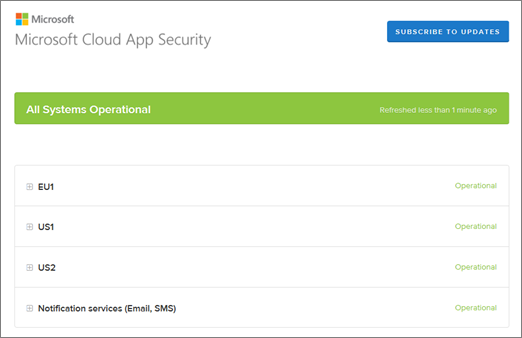 Microsoft
Microsoft Cloud App Security
SUBSCRIBE TO UPDATES
All Systems Operational
Refreshed less than 1 minute ago
EU1
Operational
US1
Operational
US2
Operational
Notification services (Email, SMS)
Operational